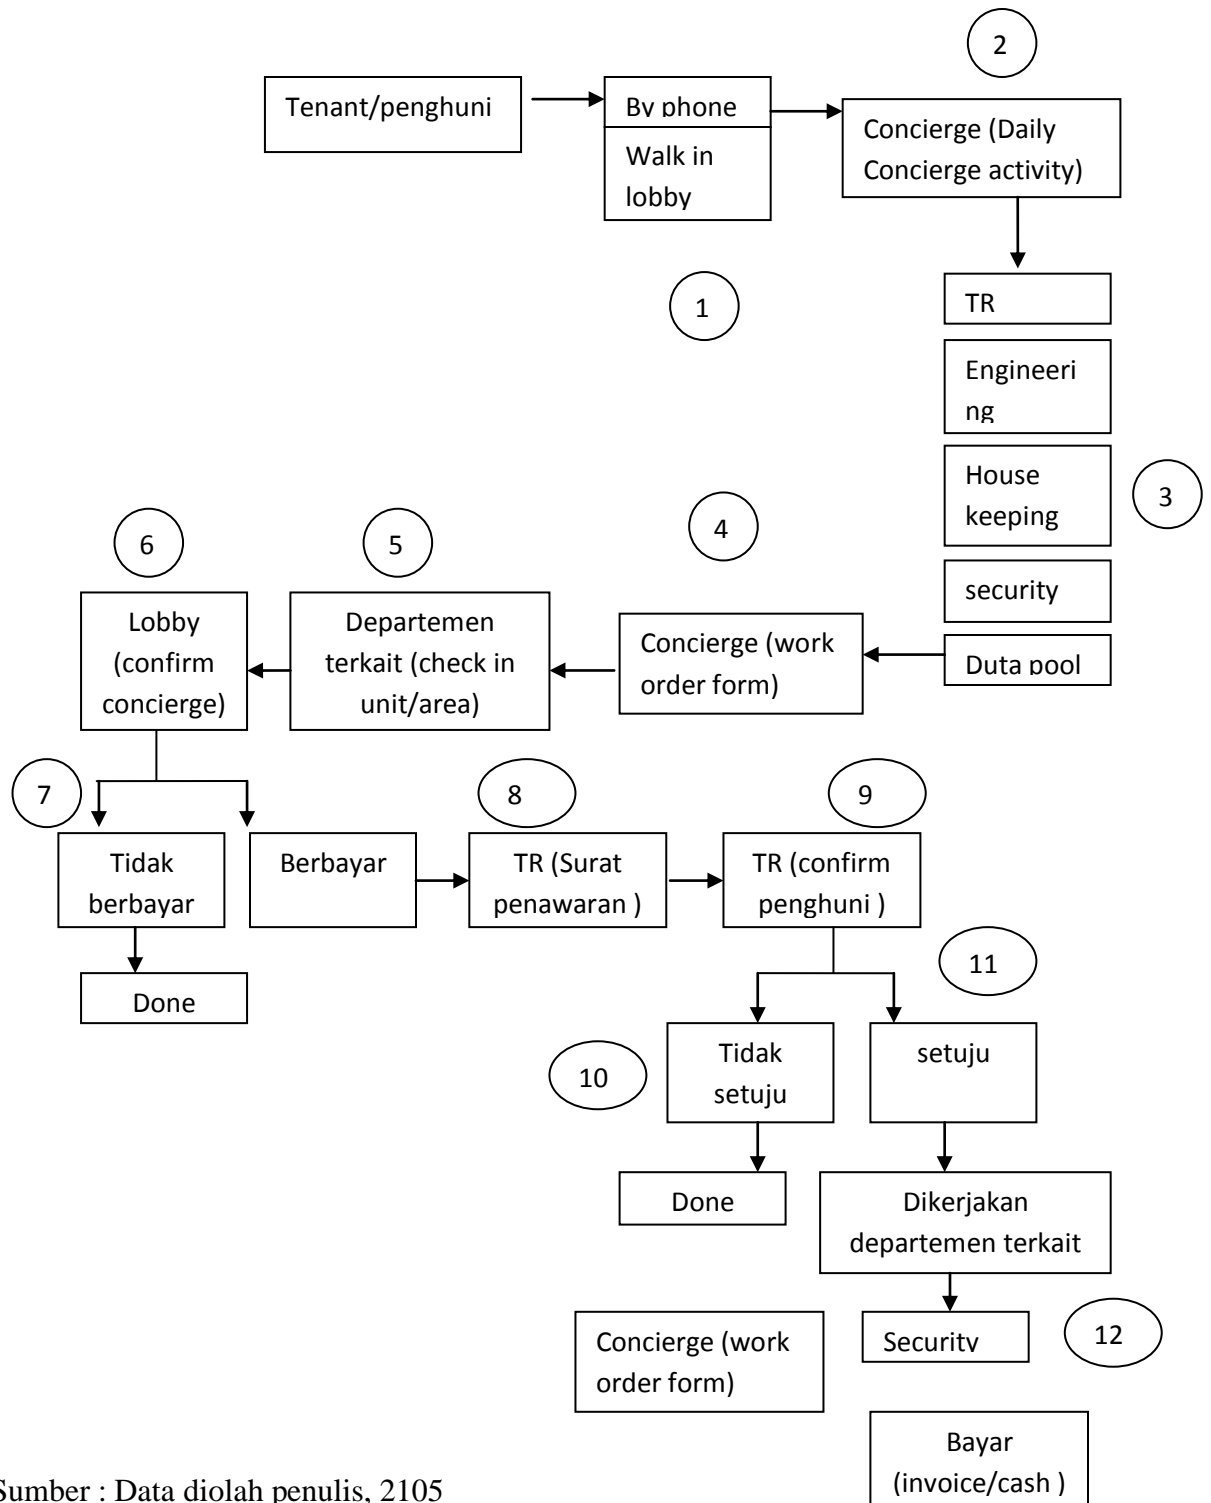 2
Tenant/penghuni
By phone
Walk in
lobby
Concierge (Daily
Concierge activity)
1
TR
Engineeri
ng
House
keeping
3
security
Duta pool
4
Concierge (work
order form)
5
Departemen
terkait (check in
unit/area)
6
Lobby
(confirm
concierge)
7
Tidak
berbayar
Done
Berbayar
8
TR (Surat
penawaran )
9
TR (confirm
penghuni )
10
Tidak
setuju
Done
11
setuju
Dikerjakan
departemen terkait
Security
12
Concierge (work
order form)
Bayar
(invoice/cash )
Sumber : Data diolah penulis, 2105